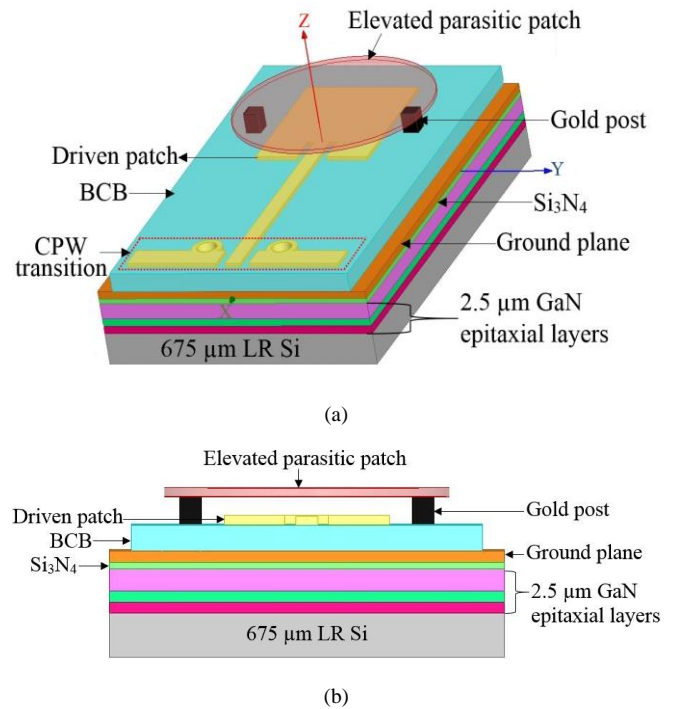 Z
Elevated parasitic patch
Gold post
Driven patch
BCB
Y
Si₃N₄
CPW
transition
Ground plane
X
2.5 µm GaN
epitaxial layers
675 µm LR Si
(a)
Elevated parasitic patch
Driven patch
Gold post
BCB
Ground plane
Si₃N₄
2.5 µm GaN
epitaxial layers
675 µm LR Si
(b)